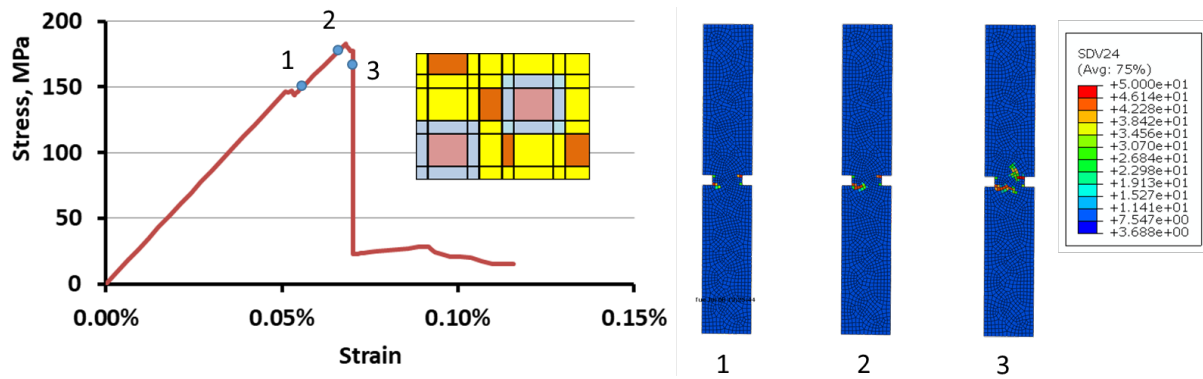 200
150
100
50
0
Stress, MPa
0.00%
0.05%
0.10%
0.15%
Strain
1
2
3
SDV24
(Avg: 75%)
+5.000e+01
+4.614e+01
+4.228e+01
+3.842e+01
+3.456e+01
+3.070e+01
+2.684e+01
+2.298e+01
+1.913e+01
+1.527e+01
+1.141e+01
+7.547e+00
+3.688e+00
1
2
3